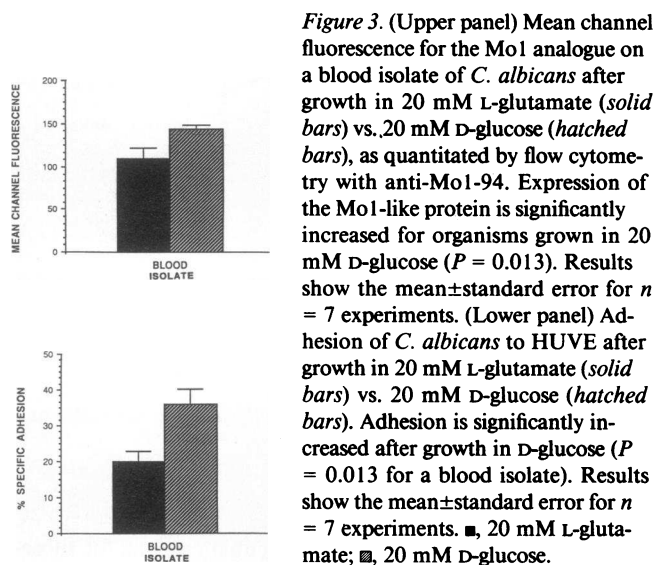 Figure 3. (Upper panel) Mean channel
fluorescence for the Mo1 analogue on
a blood isolate of C. albicans after
growth in 20 mM L-glutamate (solid
bars) vs. 20 mM D-glucose (hatched
bars), as quantitated by flow cytome-
try with anti-Mo1-94. Expression of
the Mo1-like protein is significantly
increased for organisms grown in 20
mM D-glucose (P = 0.013). Results
show the mean±standard error for n
= 7 experiments. (Lower panel) Ad-
hesion of C. albicans to HUVE after
growth in 20 mM L-glutamate (solid
bars) vs. 20 mM D-glucose (hatched
bars). Adhesion is significantly in-
creased after growth in D-glucose (P
= 0.013 for a blood isolate). Results
show the mean±standard error for n
= 7 experiments. ■, 20 mM L-gluta-
mate; ▨, 20 mM D-glucose.
MEAN CHANNEL FLUORESCENCE
200
150
100
50
0
BLOOD
ISOLATE
% SPECIFIC ADHESION
50
40
30
20
10
0
BLOOD
ISOLATE